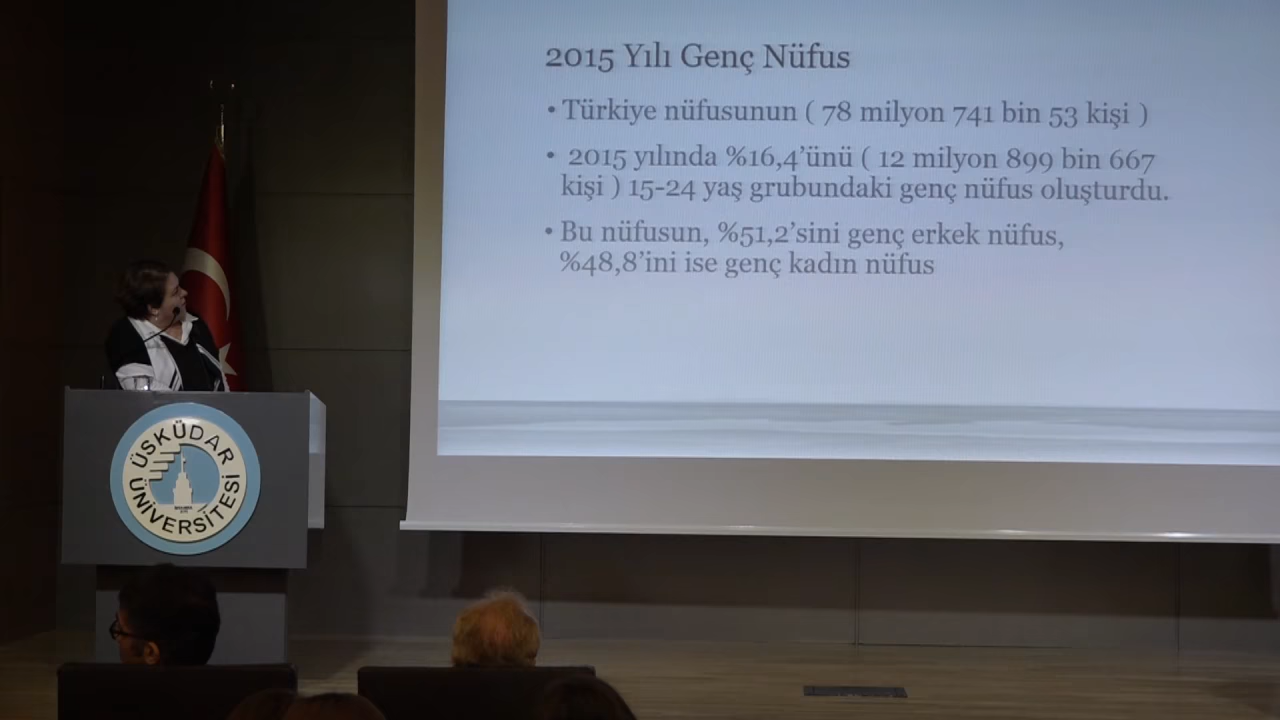 2015 Yılı Genç Nüfus
• Türkiye nüfusunun ( 78 milyon 741 bin 53 kişi )
• 2015 yılında %16,4’ünü ( 12 milyon 899 bin 667
kişi ) 15-24 yaş grubundaki genç nüfus oluşturdu.
• Bu nüfusun, %51,2’sini genç erkek nüfus,
%48,8’ini ise genç kadın nüfus
ÜSKÜDAR
ÜNİVERSİTESİ